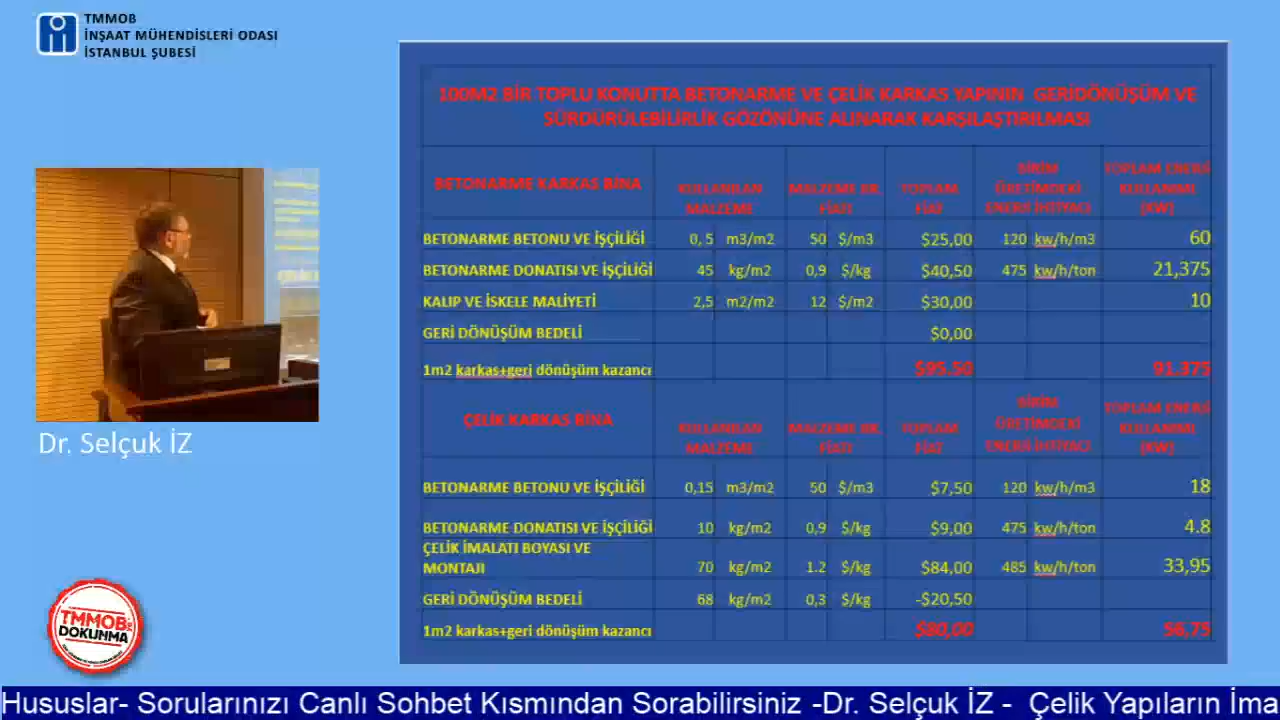 TMMOB
İNŞAAT MÜHENDİSLERİ ODASI
İSTANBUL ŞUBESİ
100M2 BİR TOPLU KONUTTA BETONARME VE ÇELİK KARKAS YAPININ GERİDÖNÜŞÜM VE
SÜRDÜRÜLEBİLİRLİK GÖZÖNÜNE ALINARAK KARŞILAŞTIRILMASI
BETONARME KARKAS BİNA
KULLANILAN
MALZEME
MALZEME BR.
FİATI
TOPLAM
FİAT
BİRİM
ÜRETİMDEKİ
ENERJİ İHTİYACI
TOPLAM ENERJİ
KULLANIMI
[KW]
BETONARME BETONU VE İŞÇİLİĞİ 0, 5 m3/m2 50 $/m3 $25,00 120 kw/h/m3 60
BETONARME DONATISI VE İŞÇİLİĞİ 45 kg/m2 0,9 $/kg $40,50 475 kw/h/ton 21,375
KALIP VE İSKELE MALİYETİ 2,5 m2/m2 12 $/m2 $30,00 10
GERİ DÖNÜŞÜM BEDELİ $0,00
1m2 karkas+geri dönüşüm kazancı $95.50 91.375
ÇELİK KARKAS BİNA
KULLANILAN
MALZEME
MALZEME BR.
FİATI
TOPLAM
FİAT
BİRİM
ÜRETİMDEKİ
ENERJİ İHTİYACI
TOPLAM ENERJİ
KULLANIMI
[KW]
BETONARME BETONU VE İŞÇİLİĞİ 0,15 m3/m2 50 $/m3 $7,50 120 kw/h/m3 18
BETONARME DONATISI VE İŞÇİLİĞİ 10 kg/m2 0,9 $/kg $9,00 475 kw/h/ton 4.8
ÇELİK İMALATI BOYASI VE
MONTAJI 70 kg/m2 1.2 $/kg $84,00 485 kw/h/ton 33,95
GERİ DÖNÜŞÜM BEDELİ 68 kg/m2 0,3 $/kg -$20,50
1m2 karkas+geri dönüşüm kazancı $80,00 56,75
Dr. Selçuk İZ
TMMOB'ME
DOKUNMA
Hususlar- Sorularınızı Canlı Sohbet Kısmından Sorabilirsiniz -Dr. Selçuk İZ - Çelik Yapıların İma